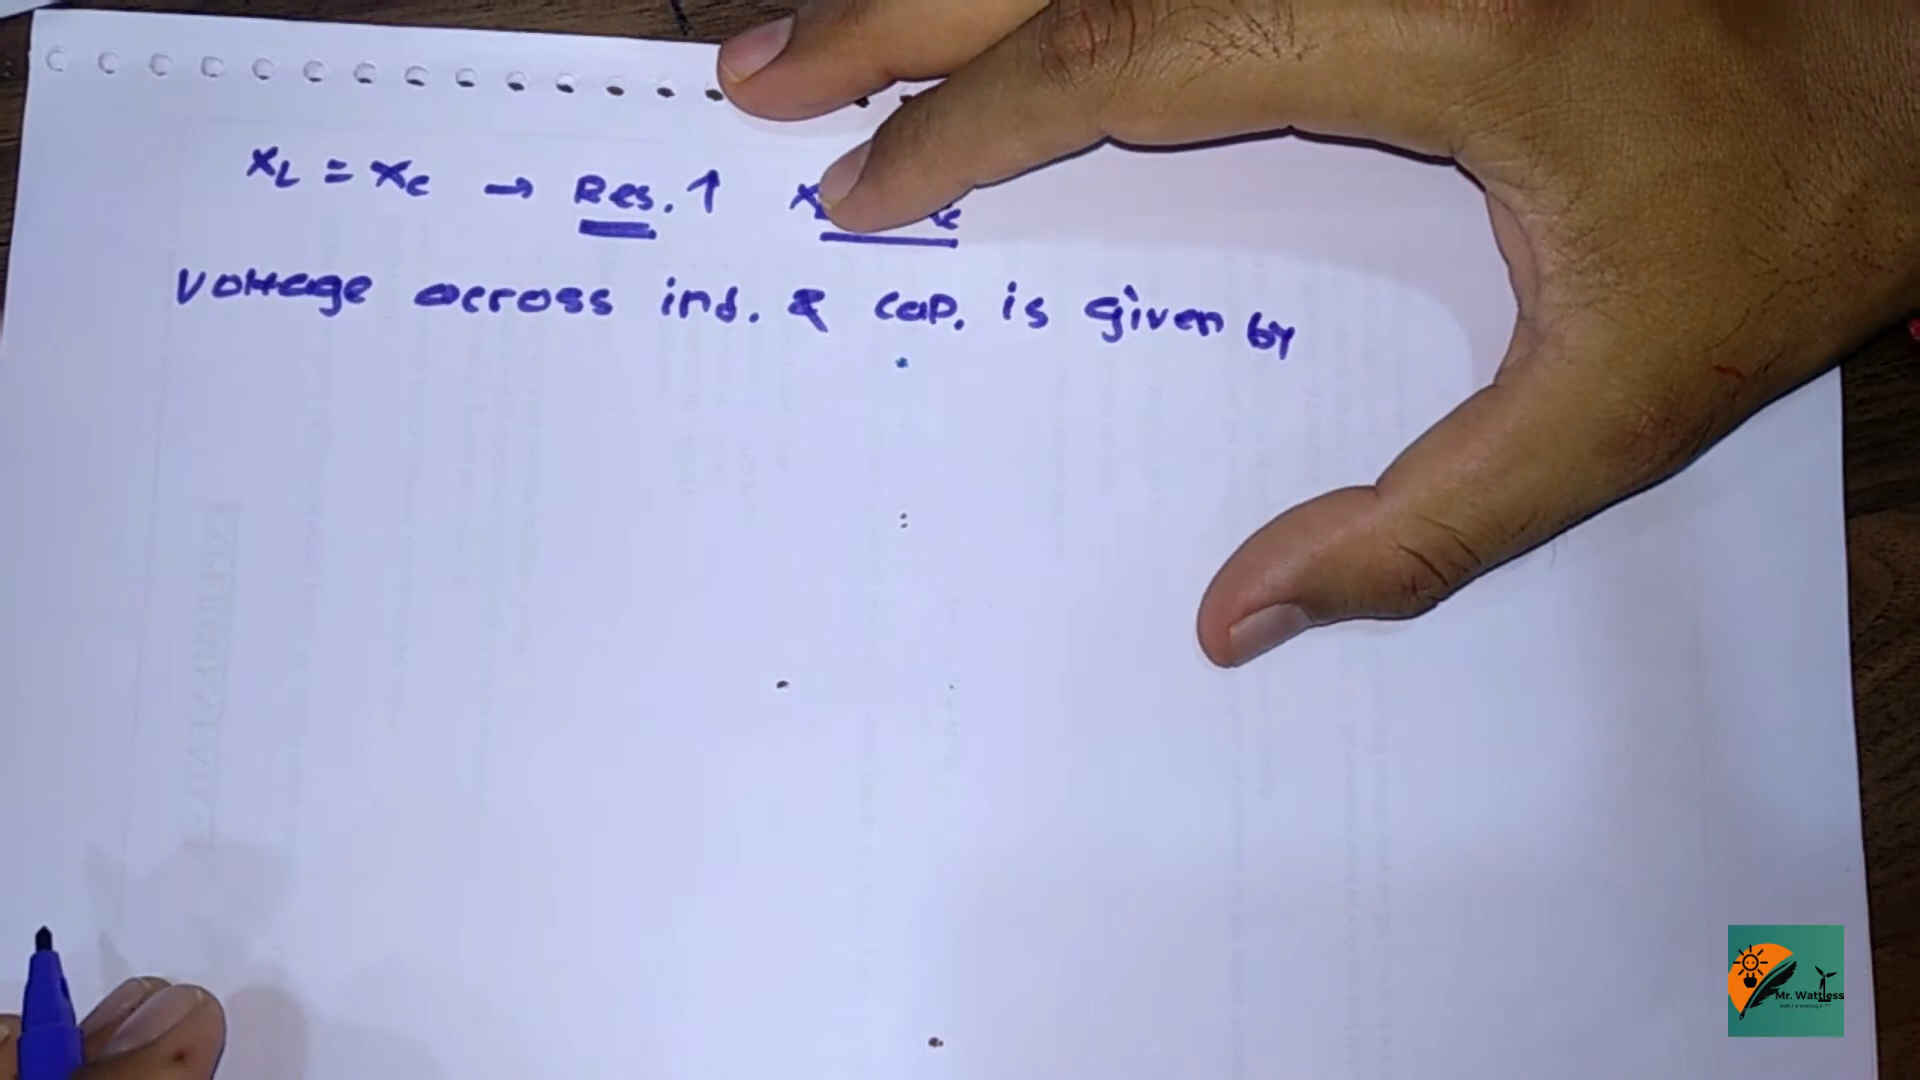 XL = Xc → Res. ↑
Voltage across ind. & cap. is given by
Mr. Wattless